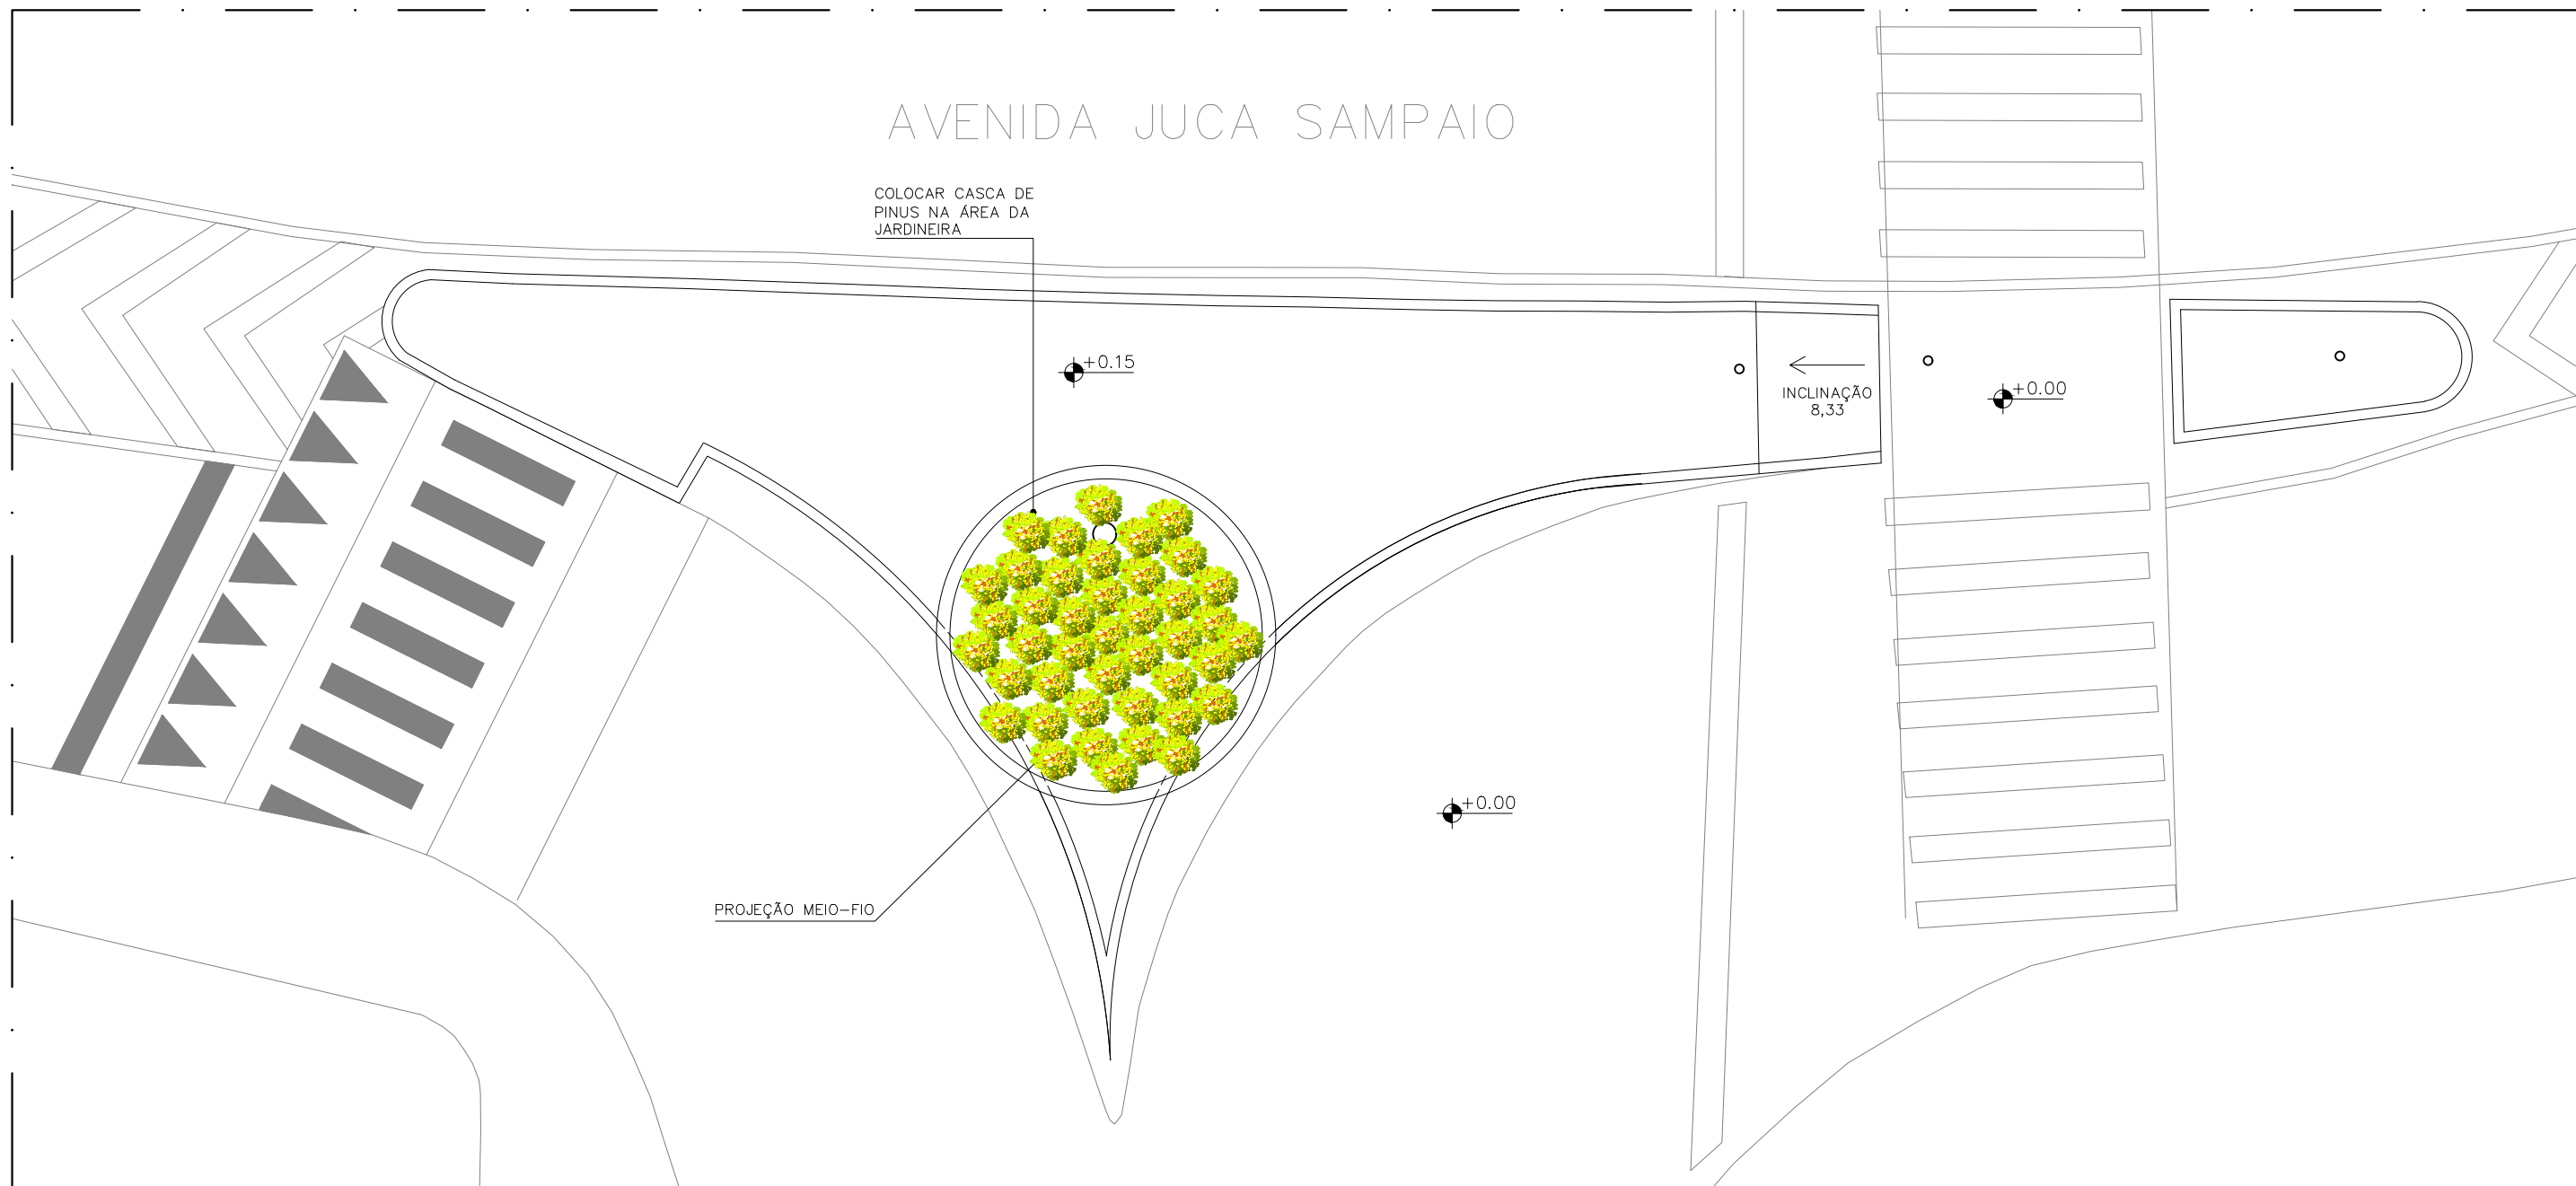 AVENIDA JUCA SAMPAIO
COLOCAR CASCA DE
PINUS NA ÁREA DA
JARDINEIRA
+0.15
INCLINAÇÃO
8,33
+0.00
+0.00
PROJEÇÃO MEIO-FIO